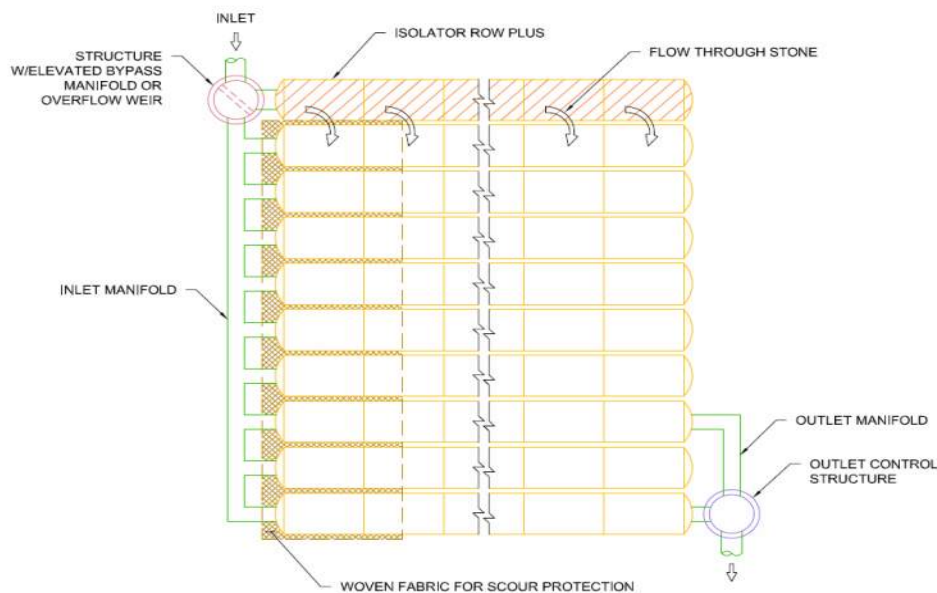 INLET
ISOLATOR ROW PLUS
STRUCTURE
W/ELEVATED BYPASS
MANIFOLD OR
OVERFLOW WEIR
FLOW THROUGH STONE
INLET MANIFOLD
OUTLET MANIFOLD
OUTLET CONTROL
STRUCTURE
WOVEN FABRIC FOR SCOUR PROTECTION